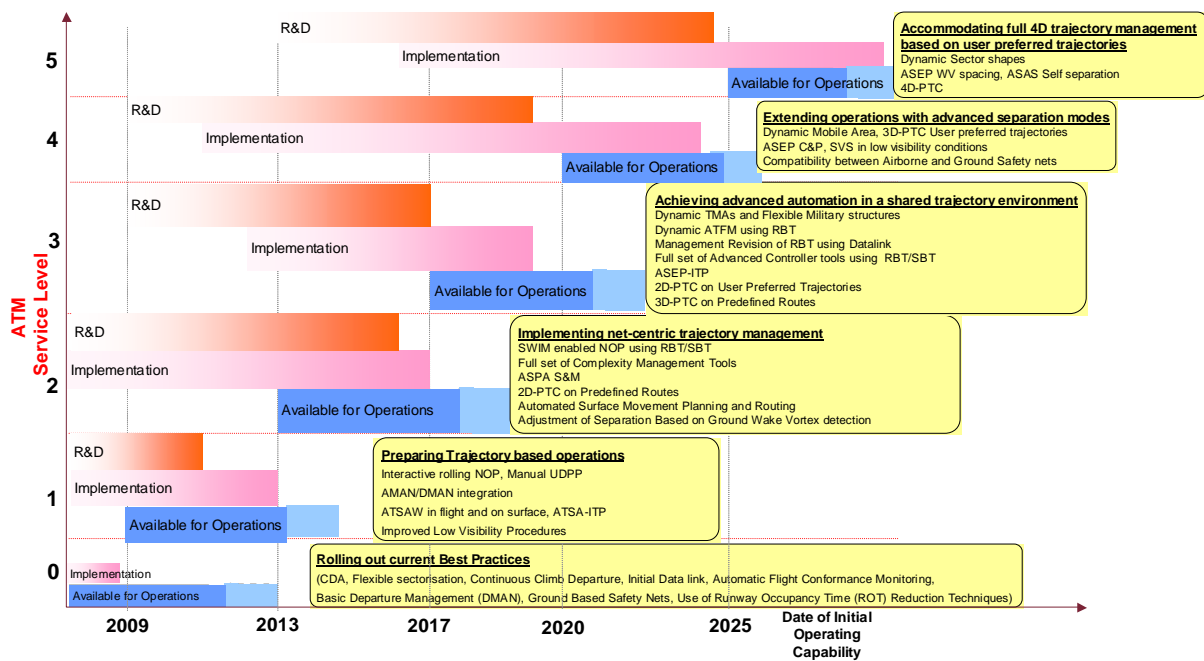 R&D
Implementation
Available for Operations
5
Accommodating full 4D trajectory management
based on user preferred trajectories
Dynamic Sector shapes
ASEP WV spacing, ASAS Self separation
4D-PTC
R&D
Implementation
Available for Operations
4
Extending operations with advanced separation modes
Dynamic Mobile Area, 3D-PTC User preferred trajectories
ASEP C&P, SVS in low visibility conditions
Compatibility between Airborne and Ground Safety nets
R&D
Implementation
Available for Operations
3
Achieving advanced automation in a shared trajectory environment
Dynamic TMAs and Flexible Military structures
Dynamic ATFM using RBT
Management Revision of RBT using Datalink
Full set of Advanced Controller tools using RBT/SBT
ASEP-ITP
2D-PTC on User Preferred Trajectories
3D-PTC on Predefined Routes
ATM
Service Level
R&D
Implementation
Available for Operations
2
Implementing net-centric trajectory management
SWIM enabled NOP using RBT/SBT
Full set of Complexity Management Tools
ASPA S&M
2D-PTC on Predefined Routes
Automated Surface Movement Planning and Routing
Adjustment of Separation Based on Ground Wake Vortex detection
R&D
Implementation
Available for Operations
1
Preparing Trajectory based operations
Interactive rolling NOP, Manual UDPP
AMAN/DMAN integration
ATSAW in flight and on surface, ATSA-ITP
Improved Low Visibility Procedures
0
Implementation
Available for Operations
Rolling out current Best Practices
(CDA, Flexible sectorisation, Continuous Climb Departure, Initial Data link, Automatic Flight Conformance Monitoring,
Basic Departure Management (DMAN), Ground Based Safety Nets, Use of Runway Occupancy Time (ROT) Reduction Techniques)
2009
2013
2017
2020
2025
Date of Initial
Operating
Capability